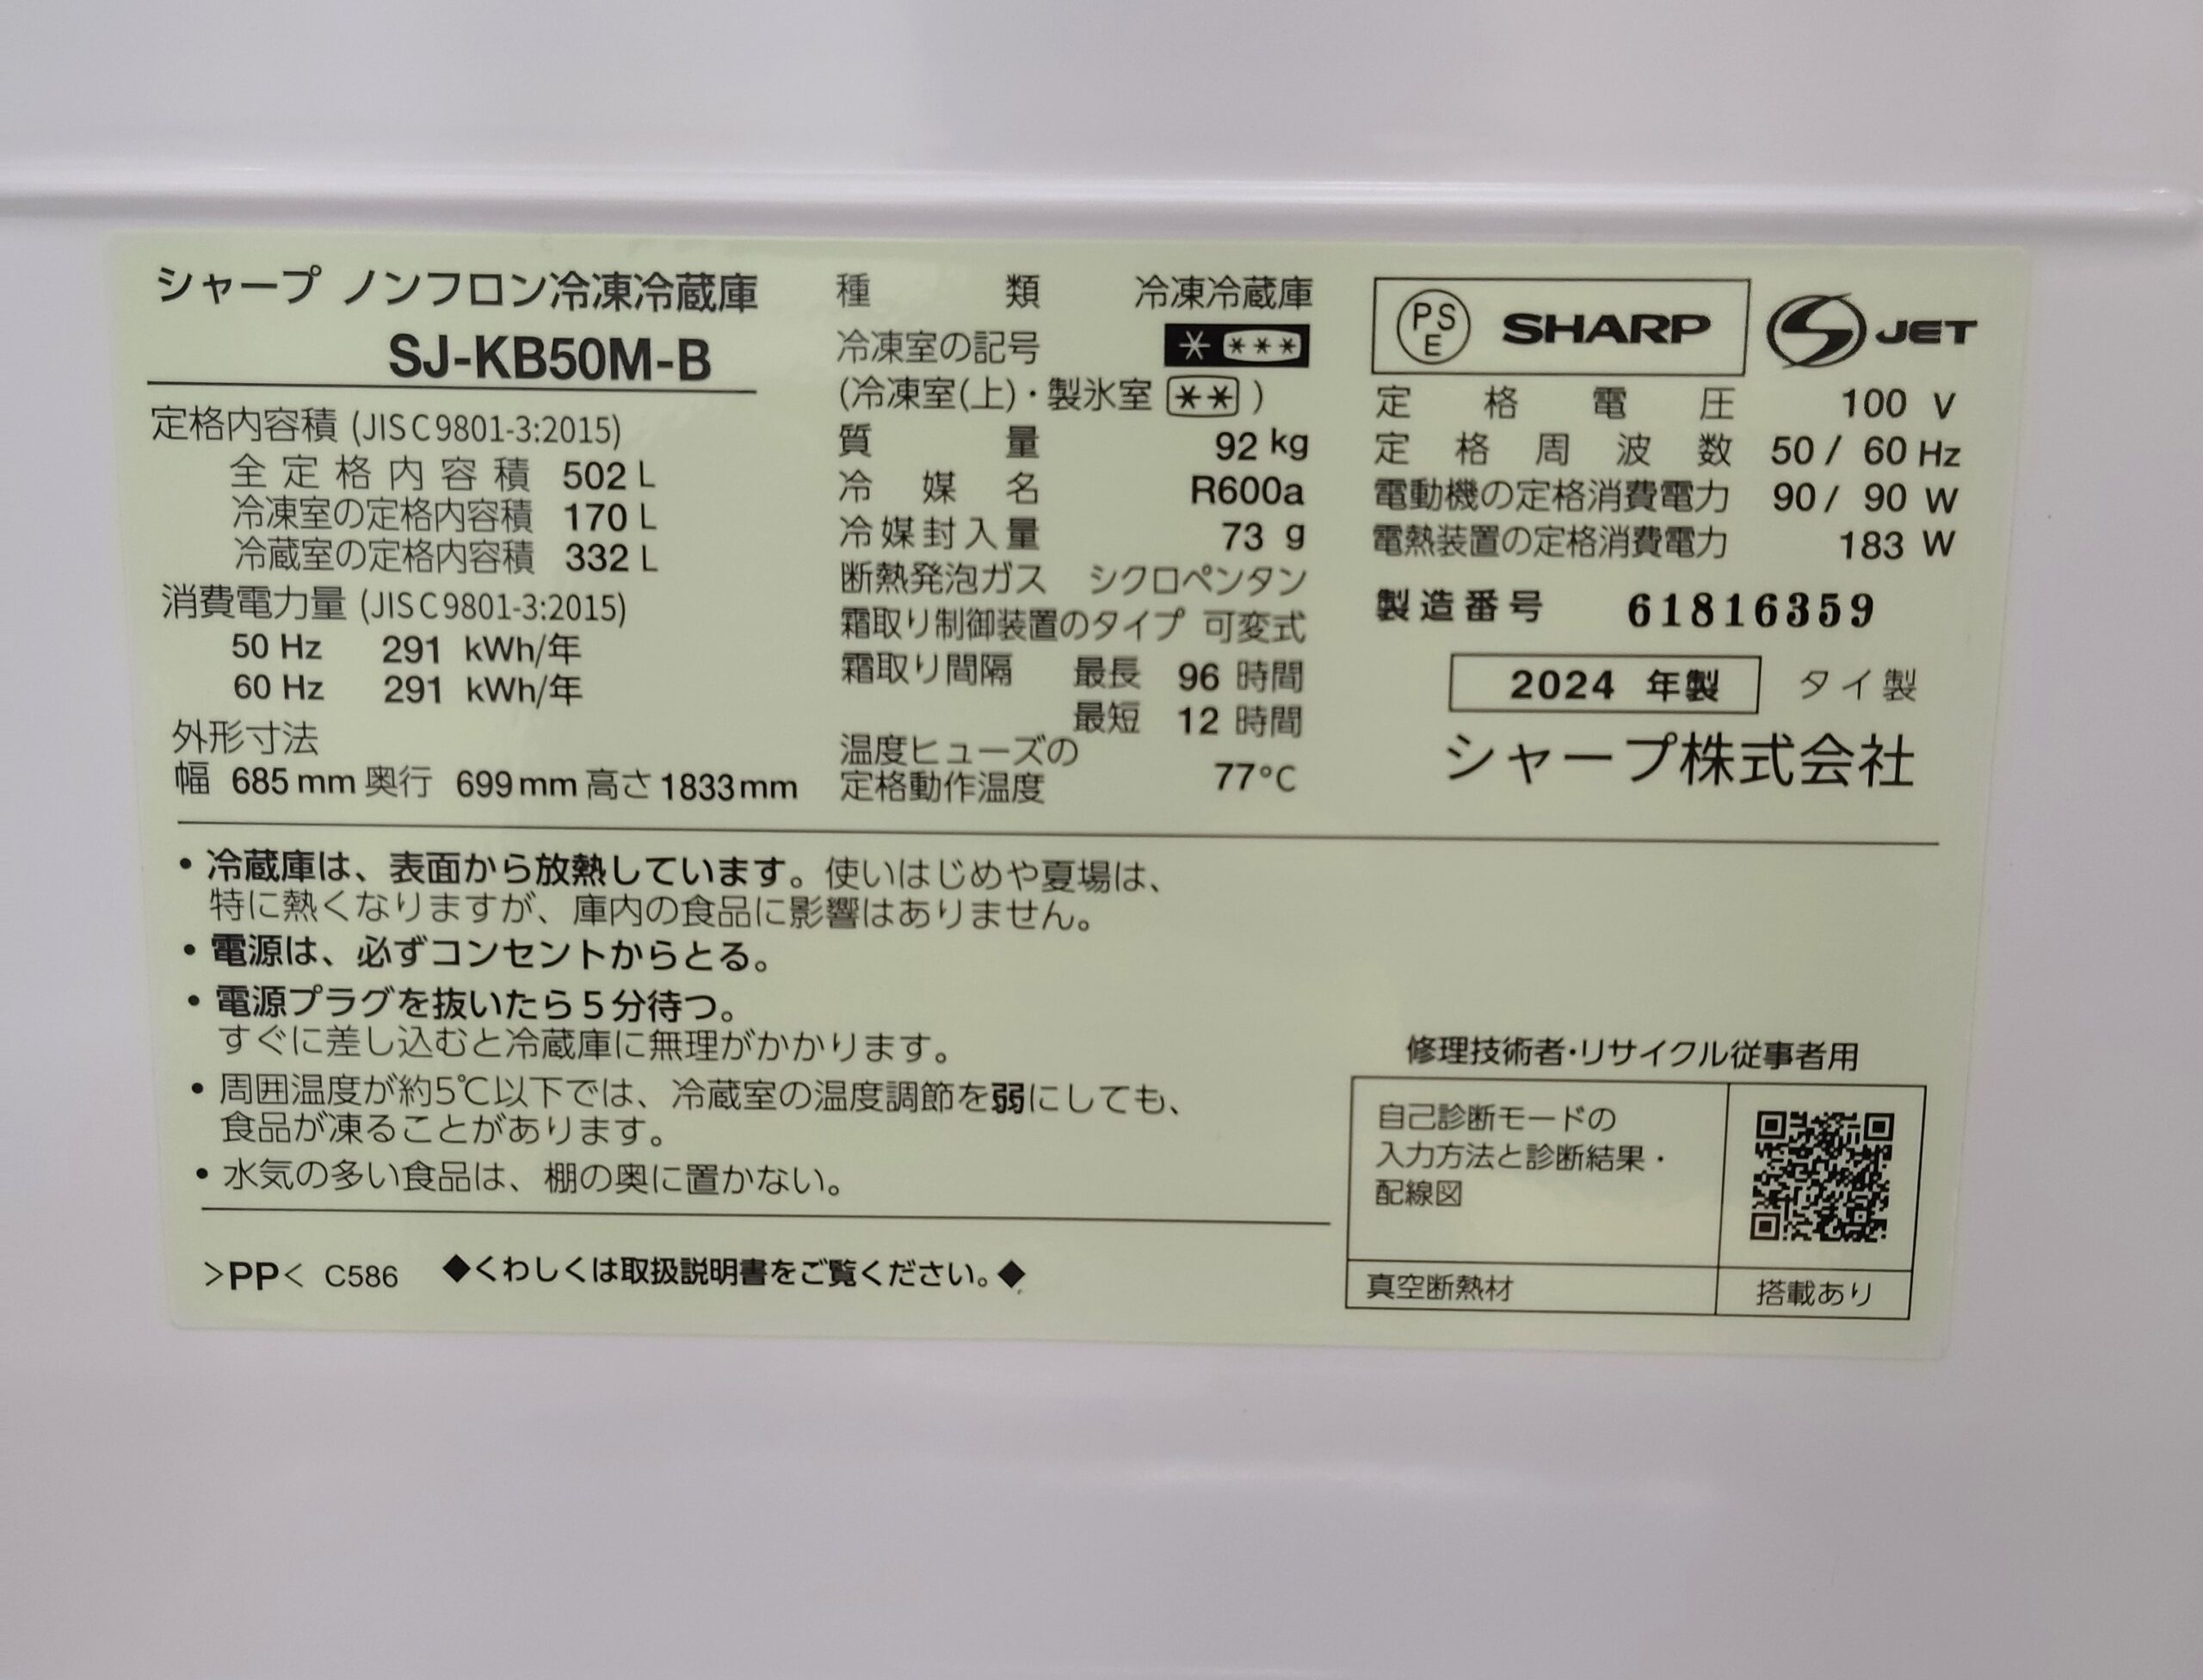 シャープ ノンフロン冷凍冷蔵庫
SJ-KB50M-B
定格内容積 (JIS C 9801-3:2015)
全定格内容積 502 L
冷凍室の定格内容積 170 L
冷蔵室の定格内容積 332 L
消費電力量 (JIS C 9801-3:2015)
50 Hz 291 kWh/年
60 Hz 291 kWh/年
外形寸法
幅 685 mm 奥行 699 mm 高さ 1833 mm
種類 冷凍冷蔵庫
冷凍室の記号 * ***
(冷凍室(上)・製氷室 ** )
質量 92 kg
冷媒名 R600a
冷媒封入量 73 g
断熱発泡ガス シクロペンタン
霜取り制御装置のタイプ 可変式
霜取り間隔 最長 96 時間
最短 12 時間
温度ヒューズの
定格動作温度 77℃
PSE SHARP S JET
定格電圧 100 V
定格周波数 50 / 60 Hz
電動機の定格消費電力 90 / 90 W
電熱装置の定格消費電力 183 W
製造番号 61816359
2024 年製 タイ製
シャープ株式会社
・冷蔵庫は、表面から放熱しています。使いはじめや夏場は、
特に熱くなりますが、庫内の食品に影響はありません。
・電源は、必ずコンセントからとる。
・電源プラグを抜いたら5分待つ。
すぐに差し込むと冷蔵庫に無理がかかります。
・周囲温度が約5℃以下では、冷蔵室の温度調節を弱にしても、
食品が凍ることがあります。
・水気の多い食品は、棚の奥に置かない。
>PP< C586 ◆くわしくは取扱説明書をご覧ください。◆
修理技術者・リサイクル従事者用
自己診断モードの
入力方法と診断結果・
配線図
真空断熱材 搭載あり